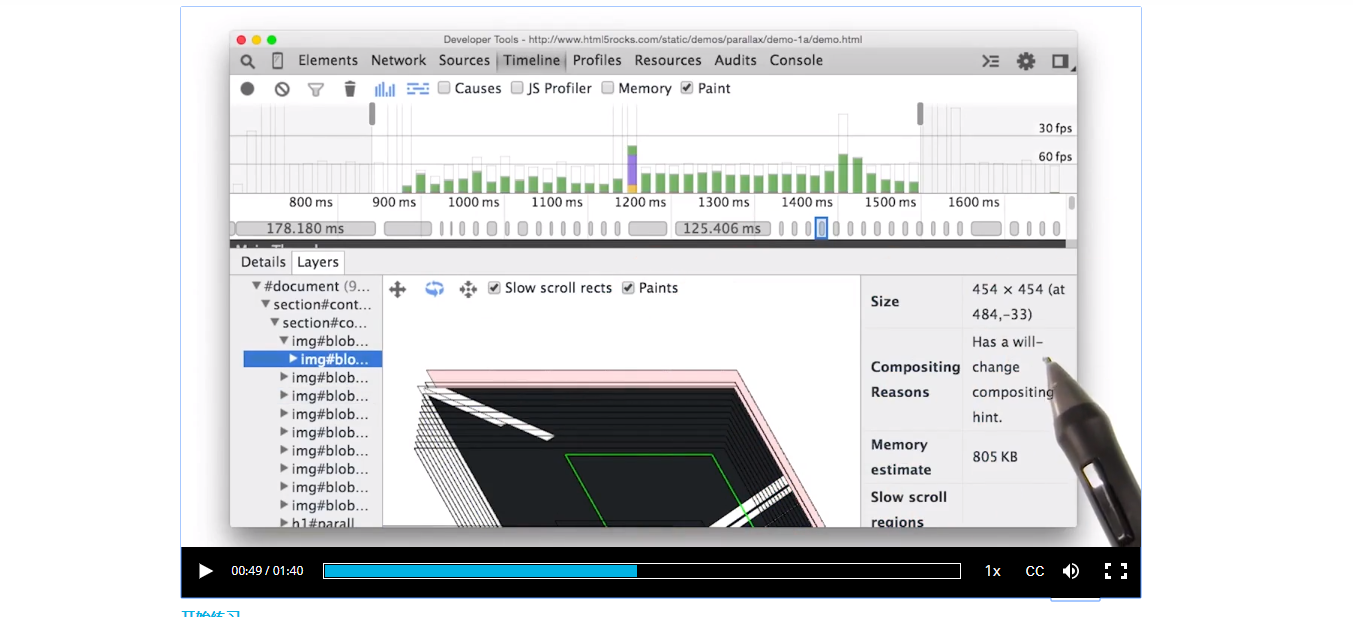 Developer Tools - http://www.html5rocks.com/static/demos/parallax/demo-1a/demo.html
Elements Network Sources Timeline Profiles Resources Audits Console
Causes JS Profiler Memory Paint
30 fps
60 fps
800 ms 900 ms 1000 ms 1100 ms 1200 ms 1300 ms 1400 ms 1500 ms 1600 ms
178.180 ms 125.406 ms
Main Thread
Details Layers
#document (9...
section#cont...
section#co...
img#blob...
img#blo...
img#blob...
img#blob...
img#blob...
img#blob...
img#blob...
img#blob...
img#blob...
img#blob...
h1#parall
Slow scroll rects Paints
Size
454 × 454 (at
484,-33)
Compositing
Reasons
Has a will-
change
compositing
hint.
Memory
estimate
805 KB
Slow scroll
regions
00:49 / 01:40 1x CC
开始练习